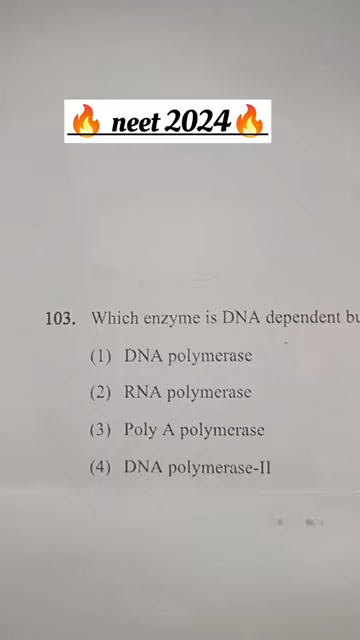 🔥 neet 2024 🔥
103. Which enzyme is DNA dependent
(1) DNA polymerase
(2) RNA polymerase
(3) Poly A polymerase
(4) DNA polymerase-II